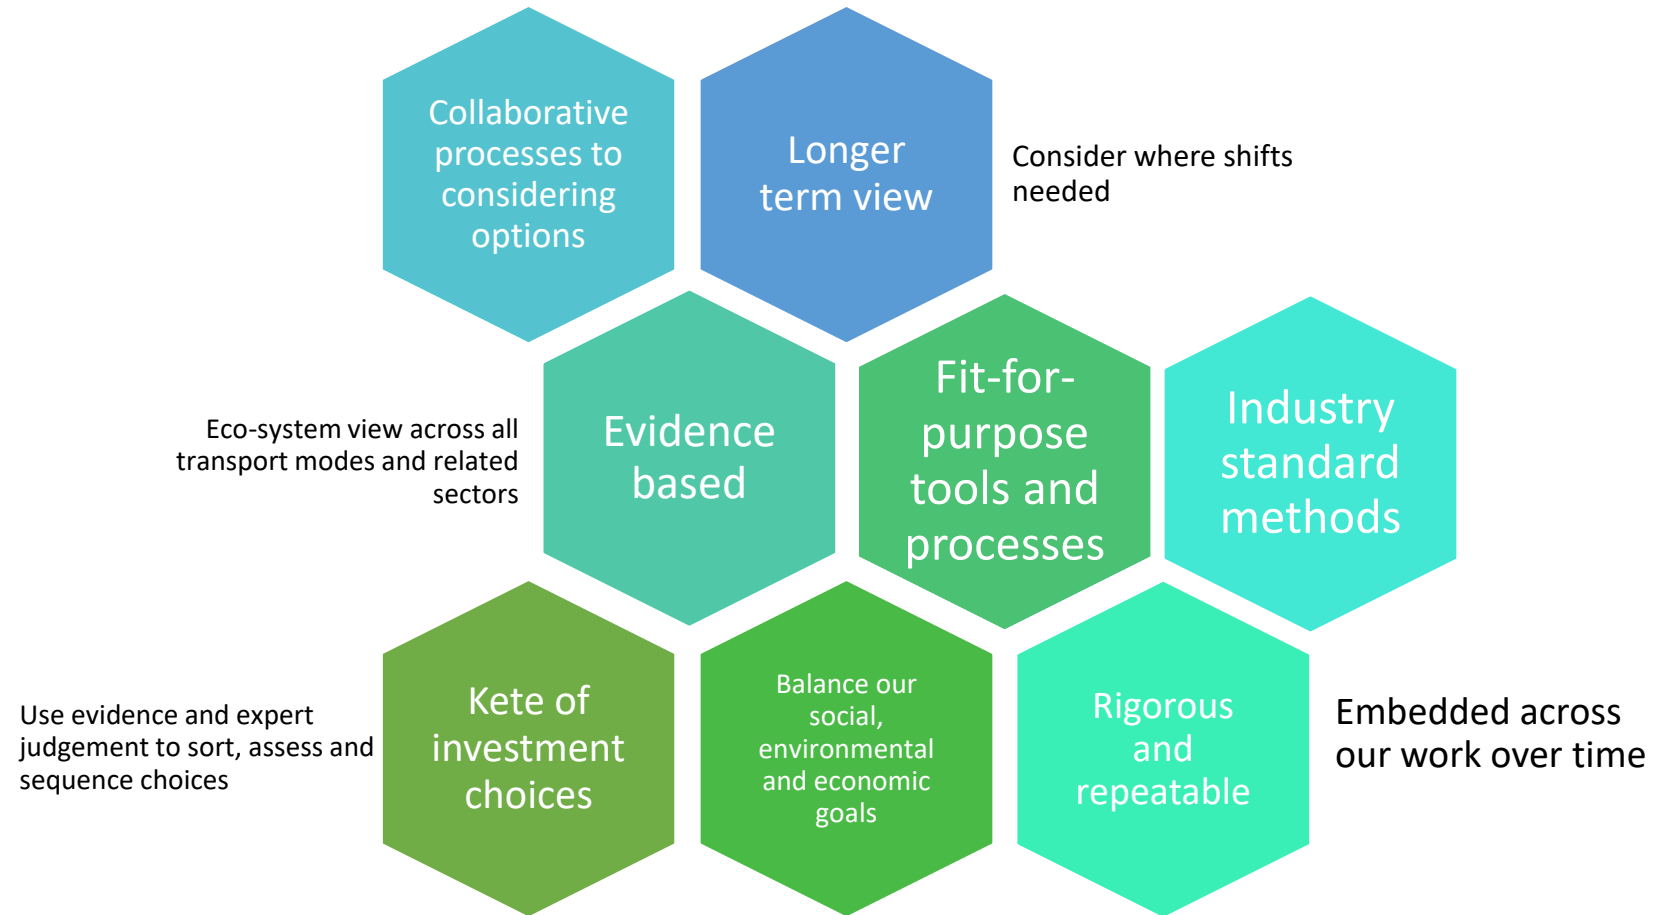 Collaborative
processes to
considering
options
Longer
term view
Consider where shifts
needed
Eco-system view across all
transport modes and related
sectors
Evidence
based
Fit-for-
purpose
tools and
processes
Industry
standard
methods
Use evidence and expert
judgement to sort, assess and
sequence choices
Kete of
investment
choices
Balance our
social,
environmental
and economic
goals
Rigorous
and
repeatable
Embedded across
our work over time